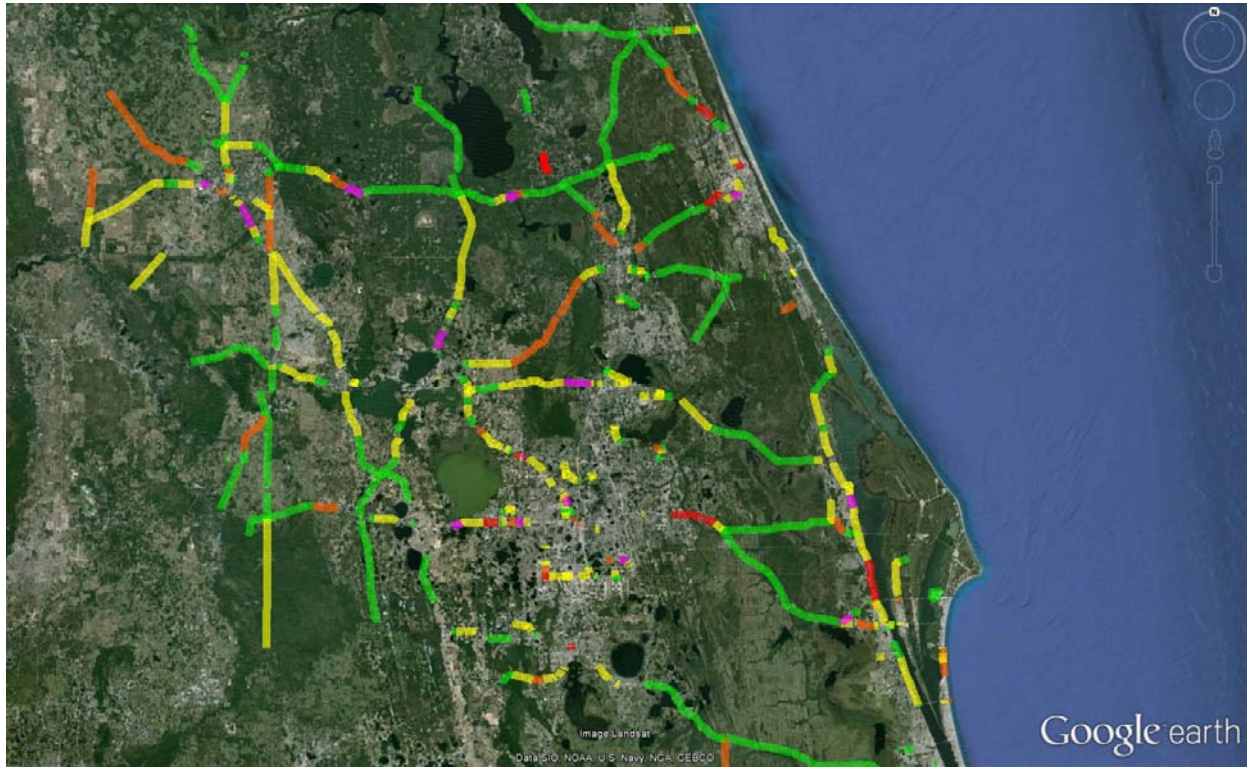 N
Image Landsat
Data SIO, NOAA, U.S. Navy, NGA, GEBCO
Google earth